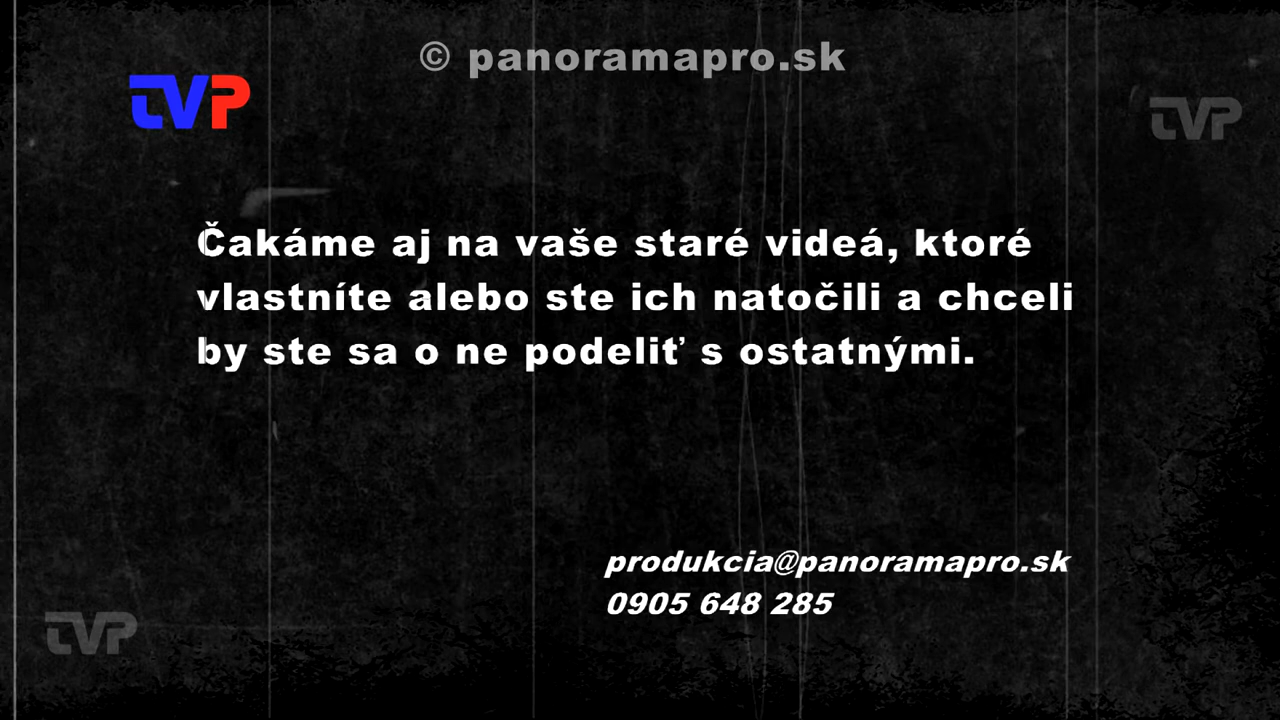 © panoramapro.sk
TVP
TVP
Čakáme aj na vaše staré videá, ktoré
vlastníte alebo ste ich natočili a chceli
by ste sa o ne podeliť s ostatnými.
produkcia@panoramapro.sk
0905 648 285
TVP